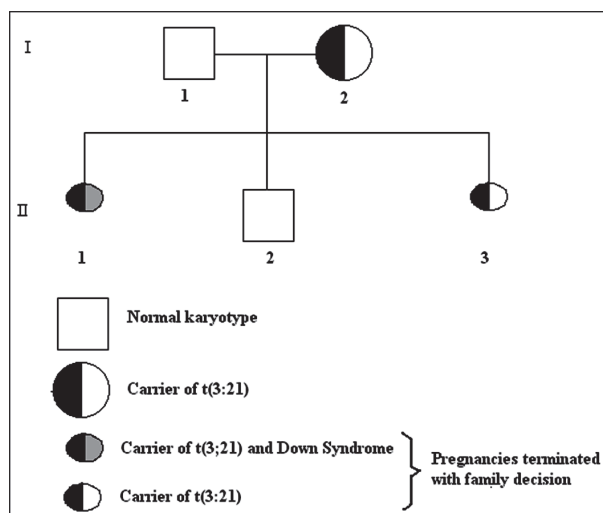 I
1
2
II
1
2
3
Normal karyotype
Carrier of t(3:21)
Carrier of t(3;21) and Down Syndrome
Carrier of t(3:21)
Pregnancies terminated
with family decision